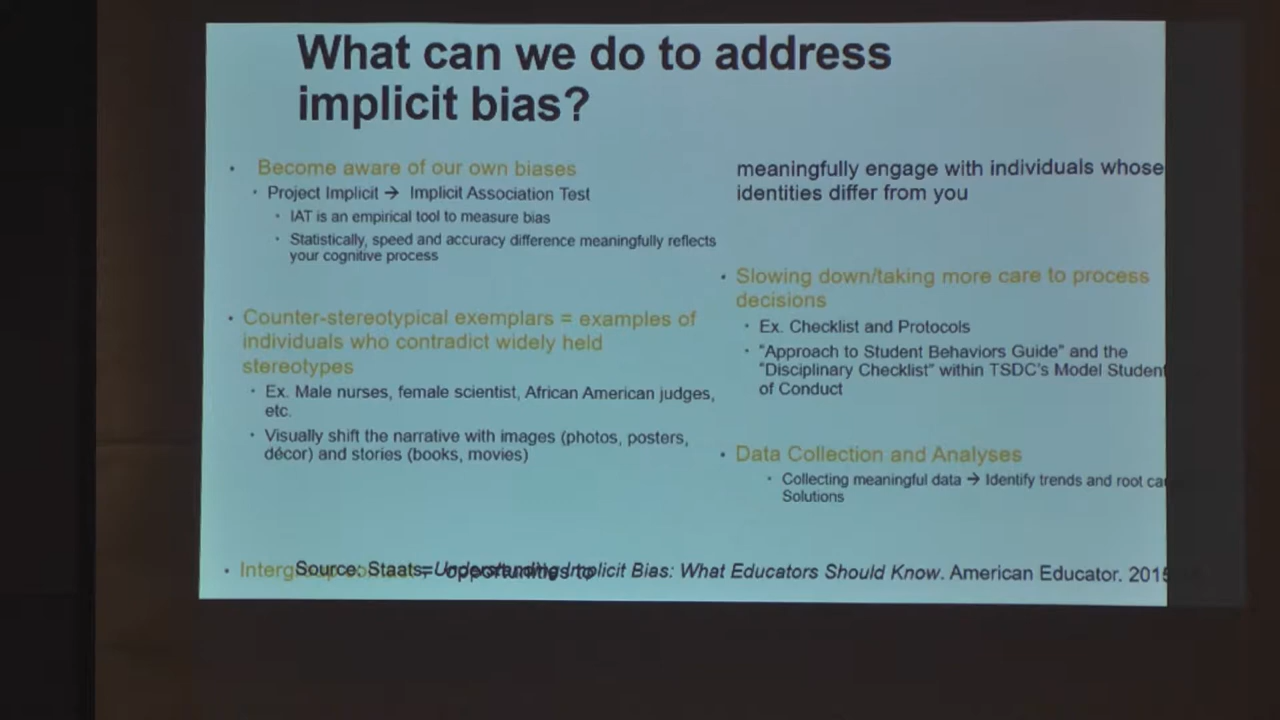 What can we do to address
implicit bias?
• Become aware of our own biases
• Project Implicit → Implicit Association Test
• IAT is an empirical tool to measure bias
• Statistically, speed and accuracy difference meaningfully reflects
your cognitive process
• Counter-stereotypical exemplars = examples of
individuals who contradict widely held
stereotypes
• Ex. Male nurses, female scientist, African American judges,
etc.
• Visually shift the narrative with images (photos, posters,
décor) and stories (books, movies)
meaningfully engage with individuals whose
identities differ from you
• Slowing down/taking more care to process
decisions
• Ex. Checklist and Protocols
• "Approach to Student Behaviors Guide" and the
"Disciplinary Checklist" within TSDC's Model Student
of Conduct
• Data Collection and Analyses
• Collecting meaningful data → Identify trends and root
Solutions
• Source: Staats, Understanding Implicit Bias: What Educators Should Know. American Educator. 2015